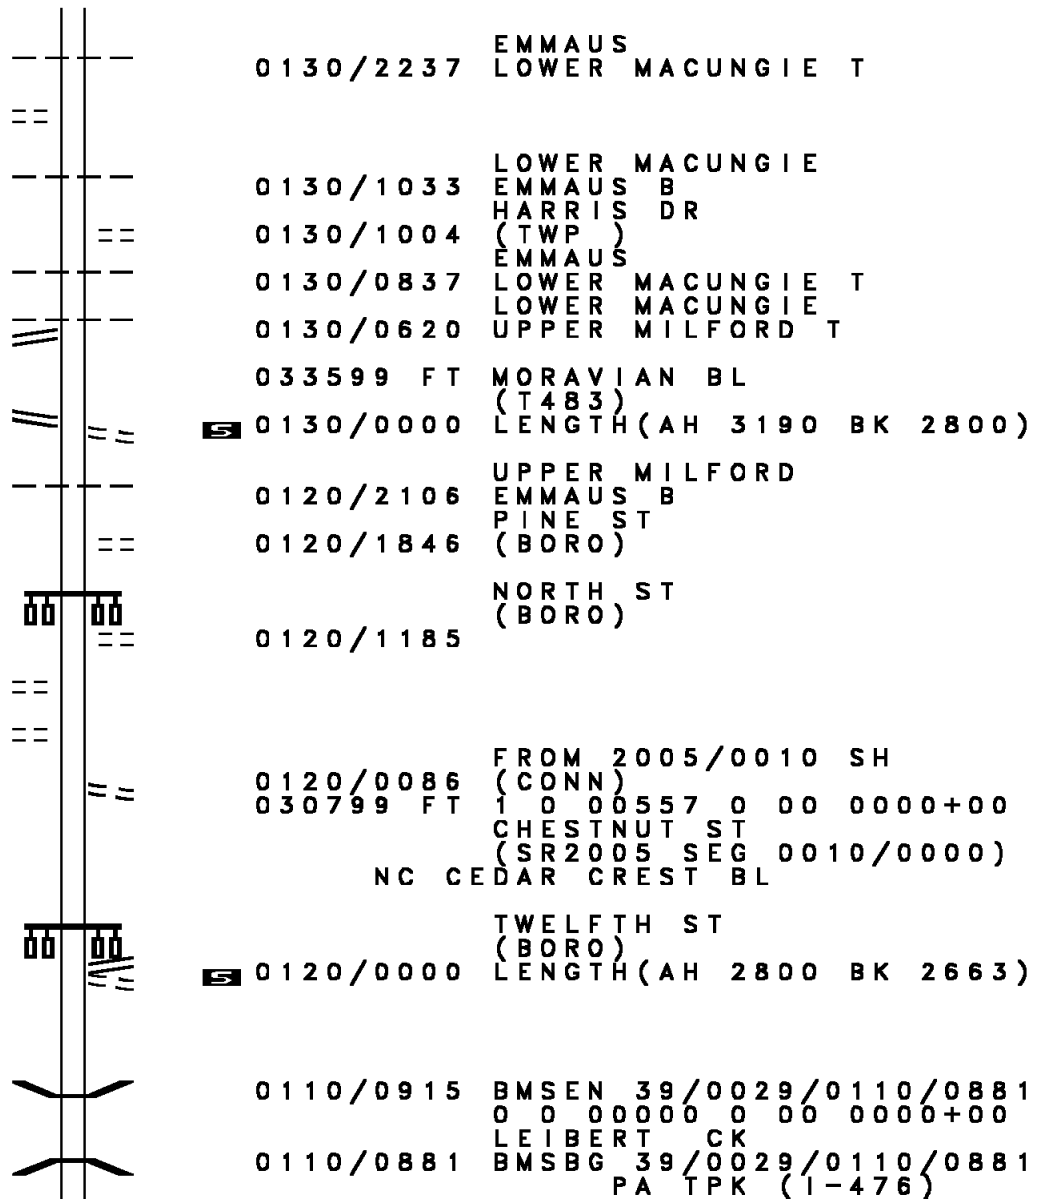 EMMAUS
0130/2237 LOWER MACUNGIE T
LOWER MACUNGIE
0130/1033 EMMAUS B
HARRIS DR
0130/1004 (TWP )
EMMAUS
0130/0837 LOWER MACUNGIE T
LOWER MACUNGIE
0130/0620 UPPER MILFORD T
033599 FT MORAVIAN BL
(T483)
S 0130/0000 LENGTH(AH 3190 BK 2800)
UPPER MILFORD
0120/2106 EMMAUS B
PINE ST
0120/1846 (BORO)
NORTH ST
(BORO)
0120/1185
FROM 2005/0010 SH
0120/0086 (CONN)
030799 FT 1 0 00557 0 00 0000+00
CHESTNUT ST
(SR2005 SEG 0010/0000)
NC CEDAR CREST BL
TWELFTH ST
(BORO)
S 0120/0000 LENGTH(AH 2800 BK 2663)
0110/0915 BMSEN 39/0029/0110/0881
0 0 00000 0 00 0000+00
LEIBERT CK
0110/0881 BMSBG 39/0029/0110/0881
PA TPK (I-476)